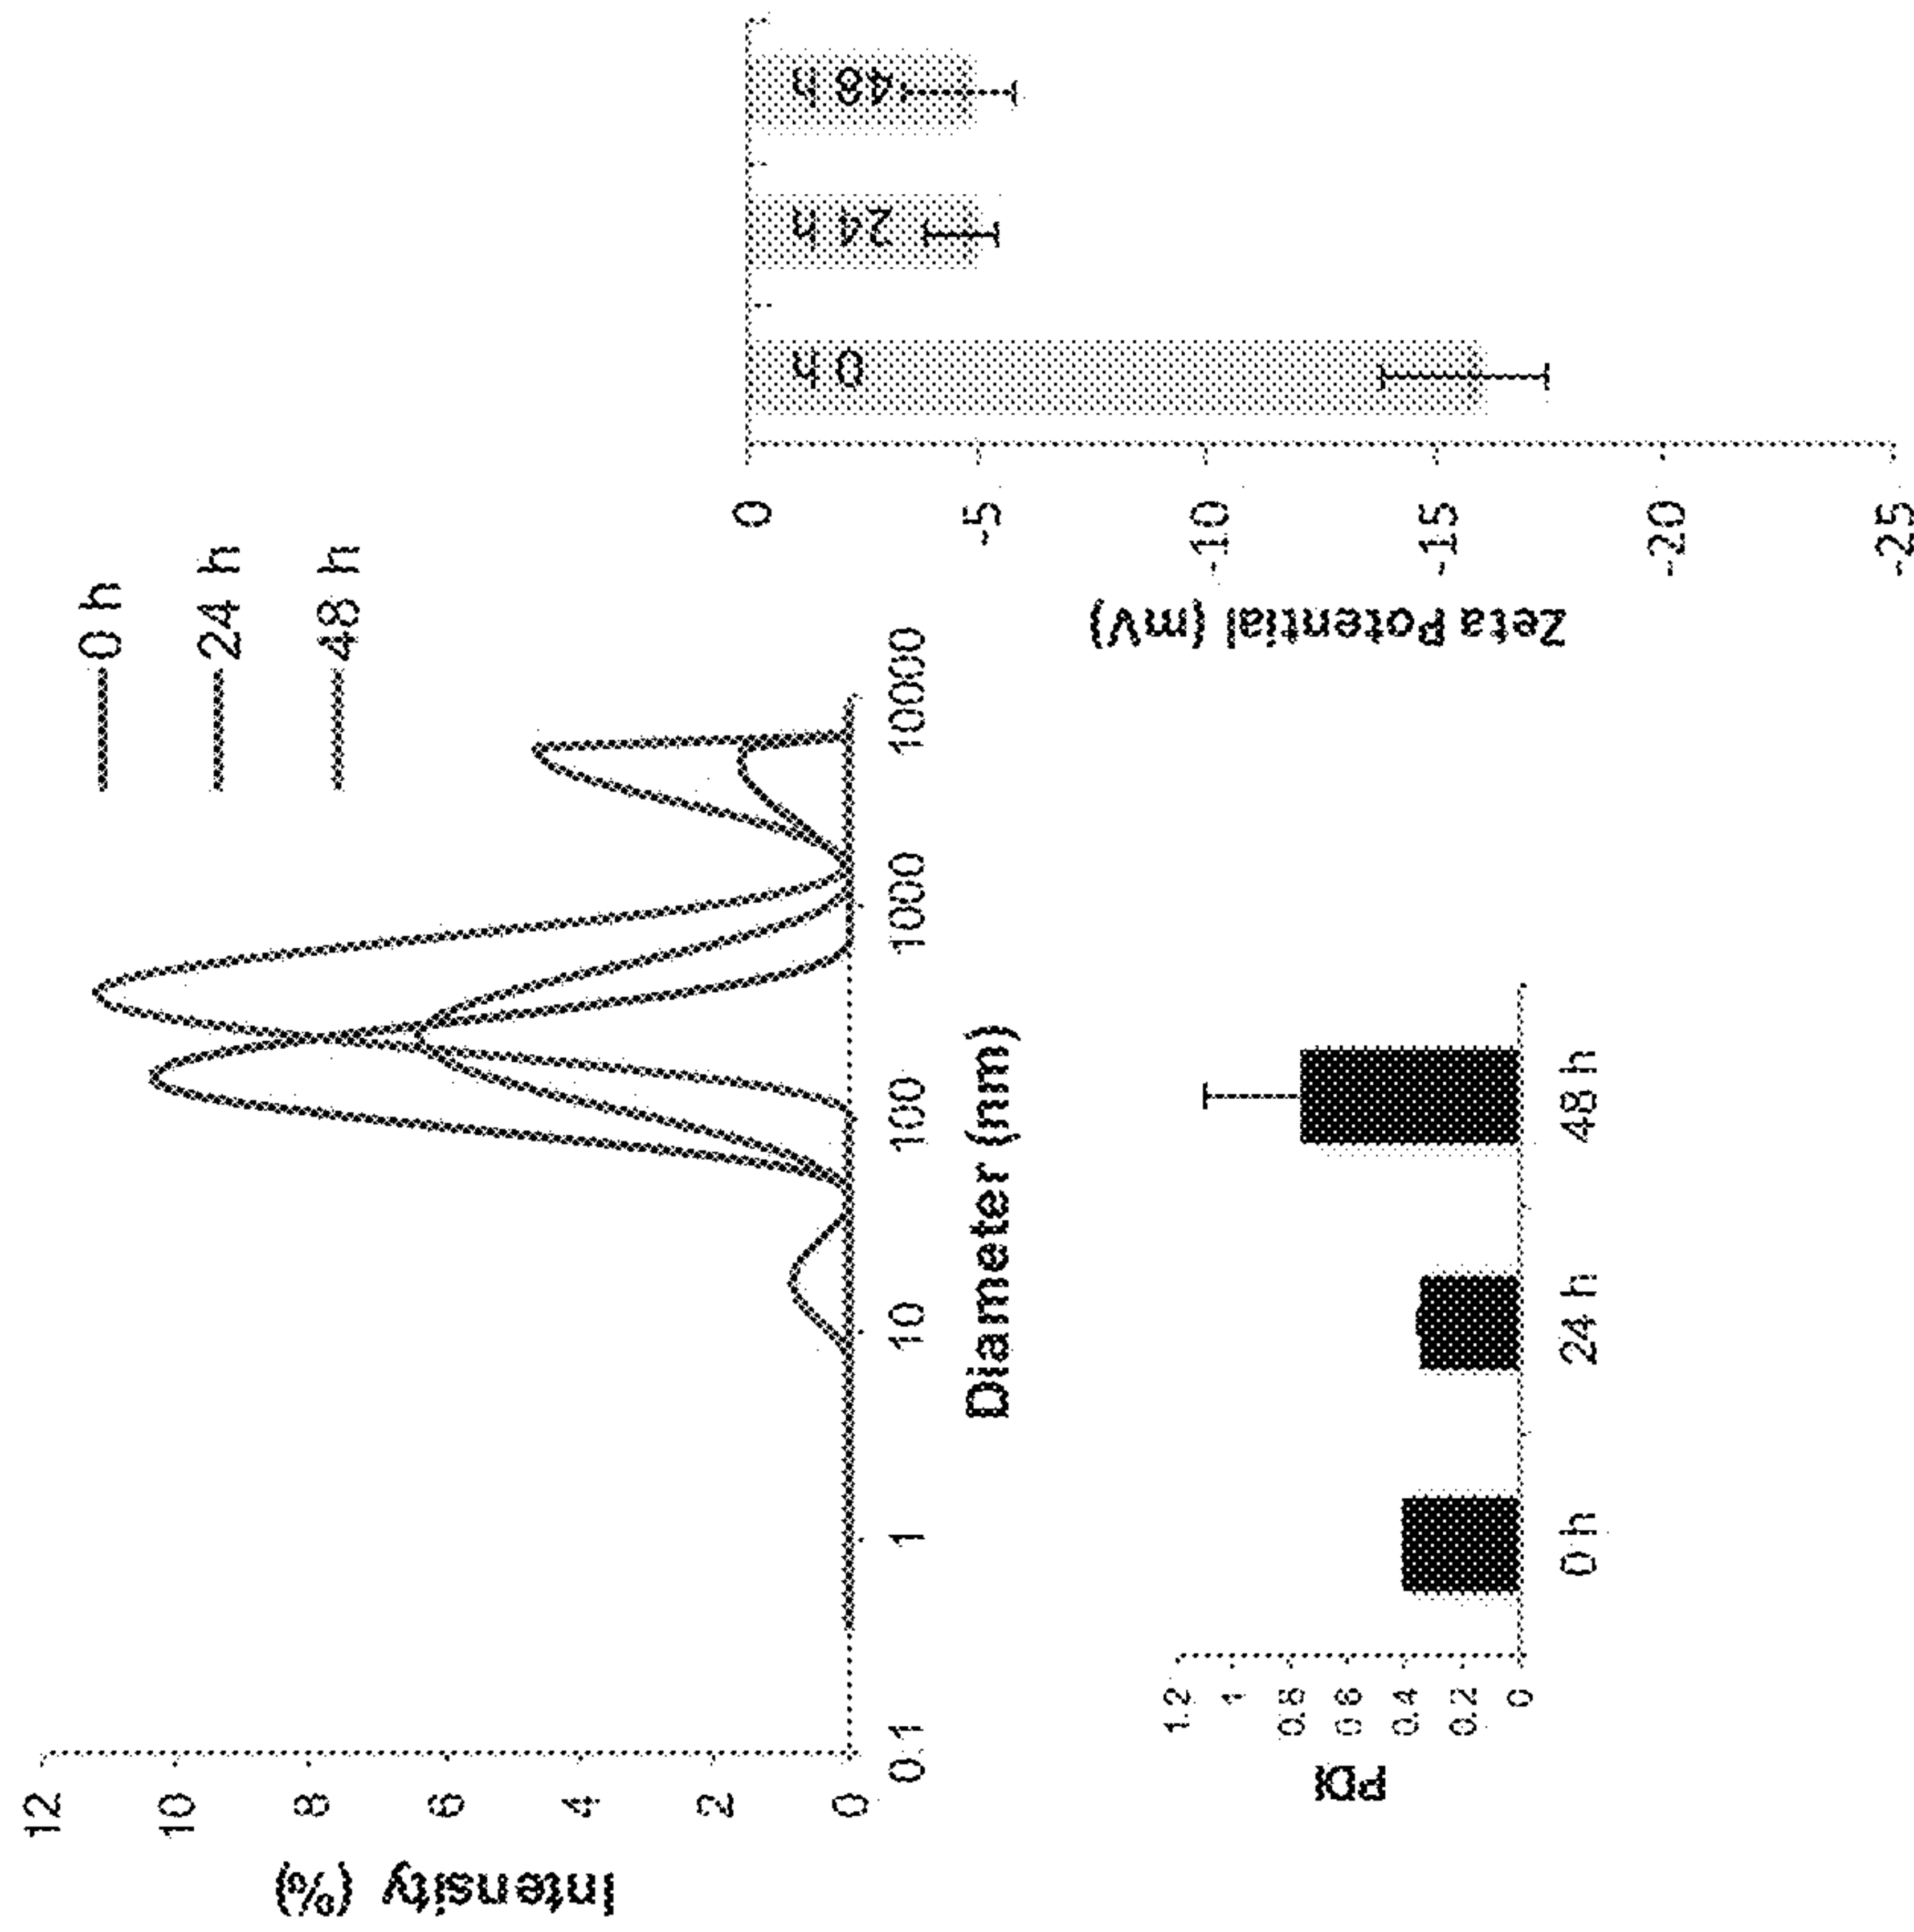 0 h
24 h
48 h
Intensity (%)
12
10
8
6
4
2
0
0.1
1
10
100
1000
10000
Diameter (nm)
PDI
1.2
1
0.8
0.6
0.4
0.2
0
0 h
24 h
48 h
Zeta Potential (mV)
0
-5
-10
-15
-20
-25
0 h
24 h
48 h